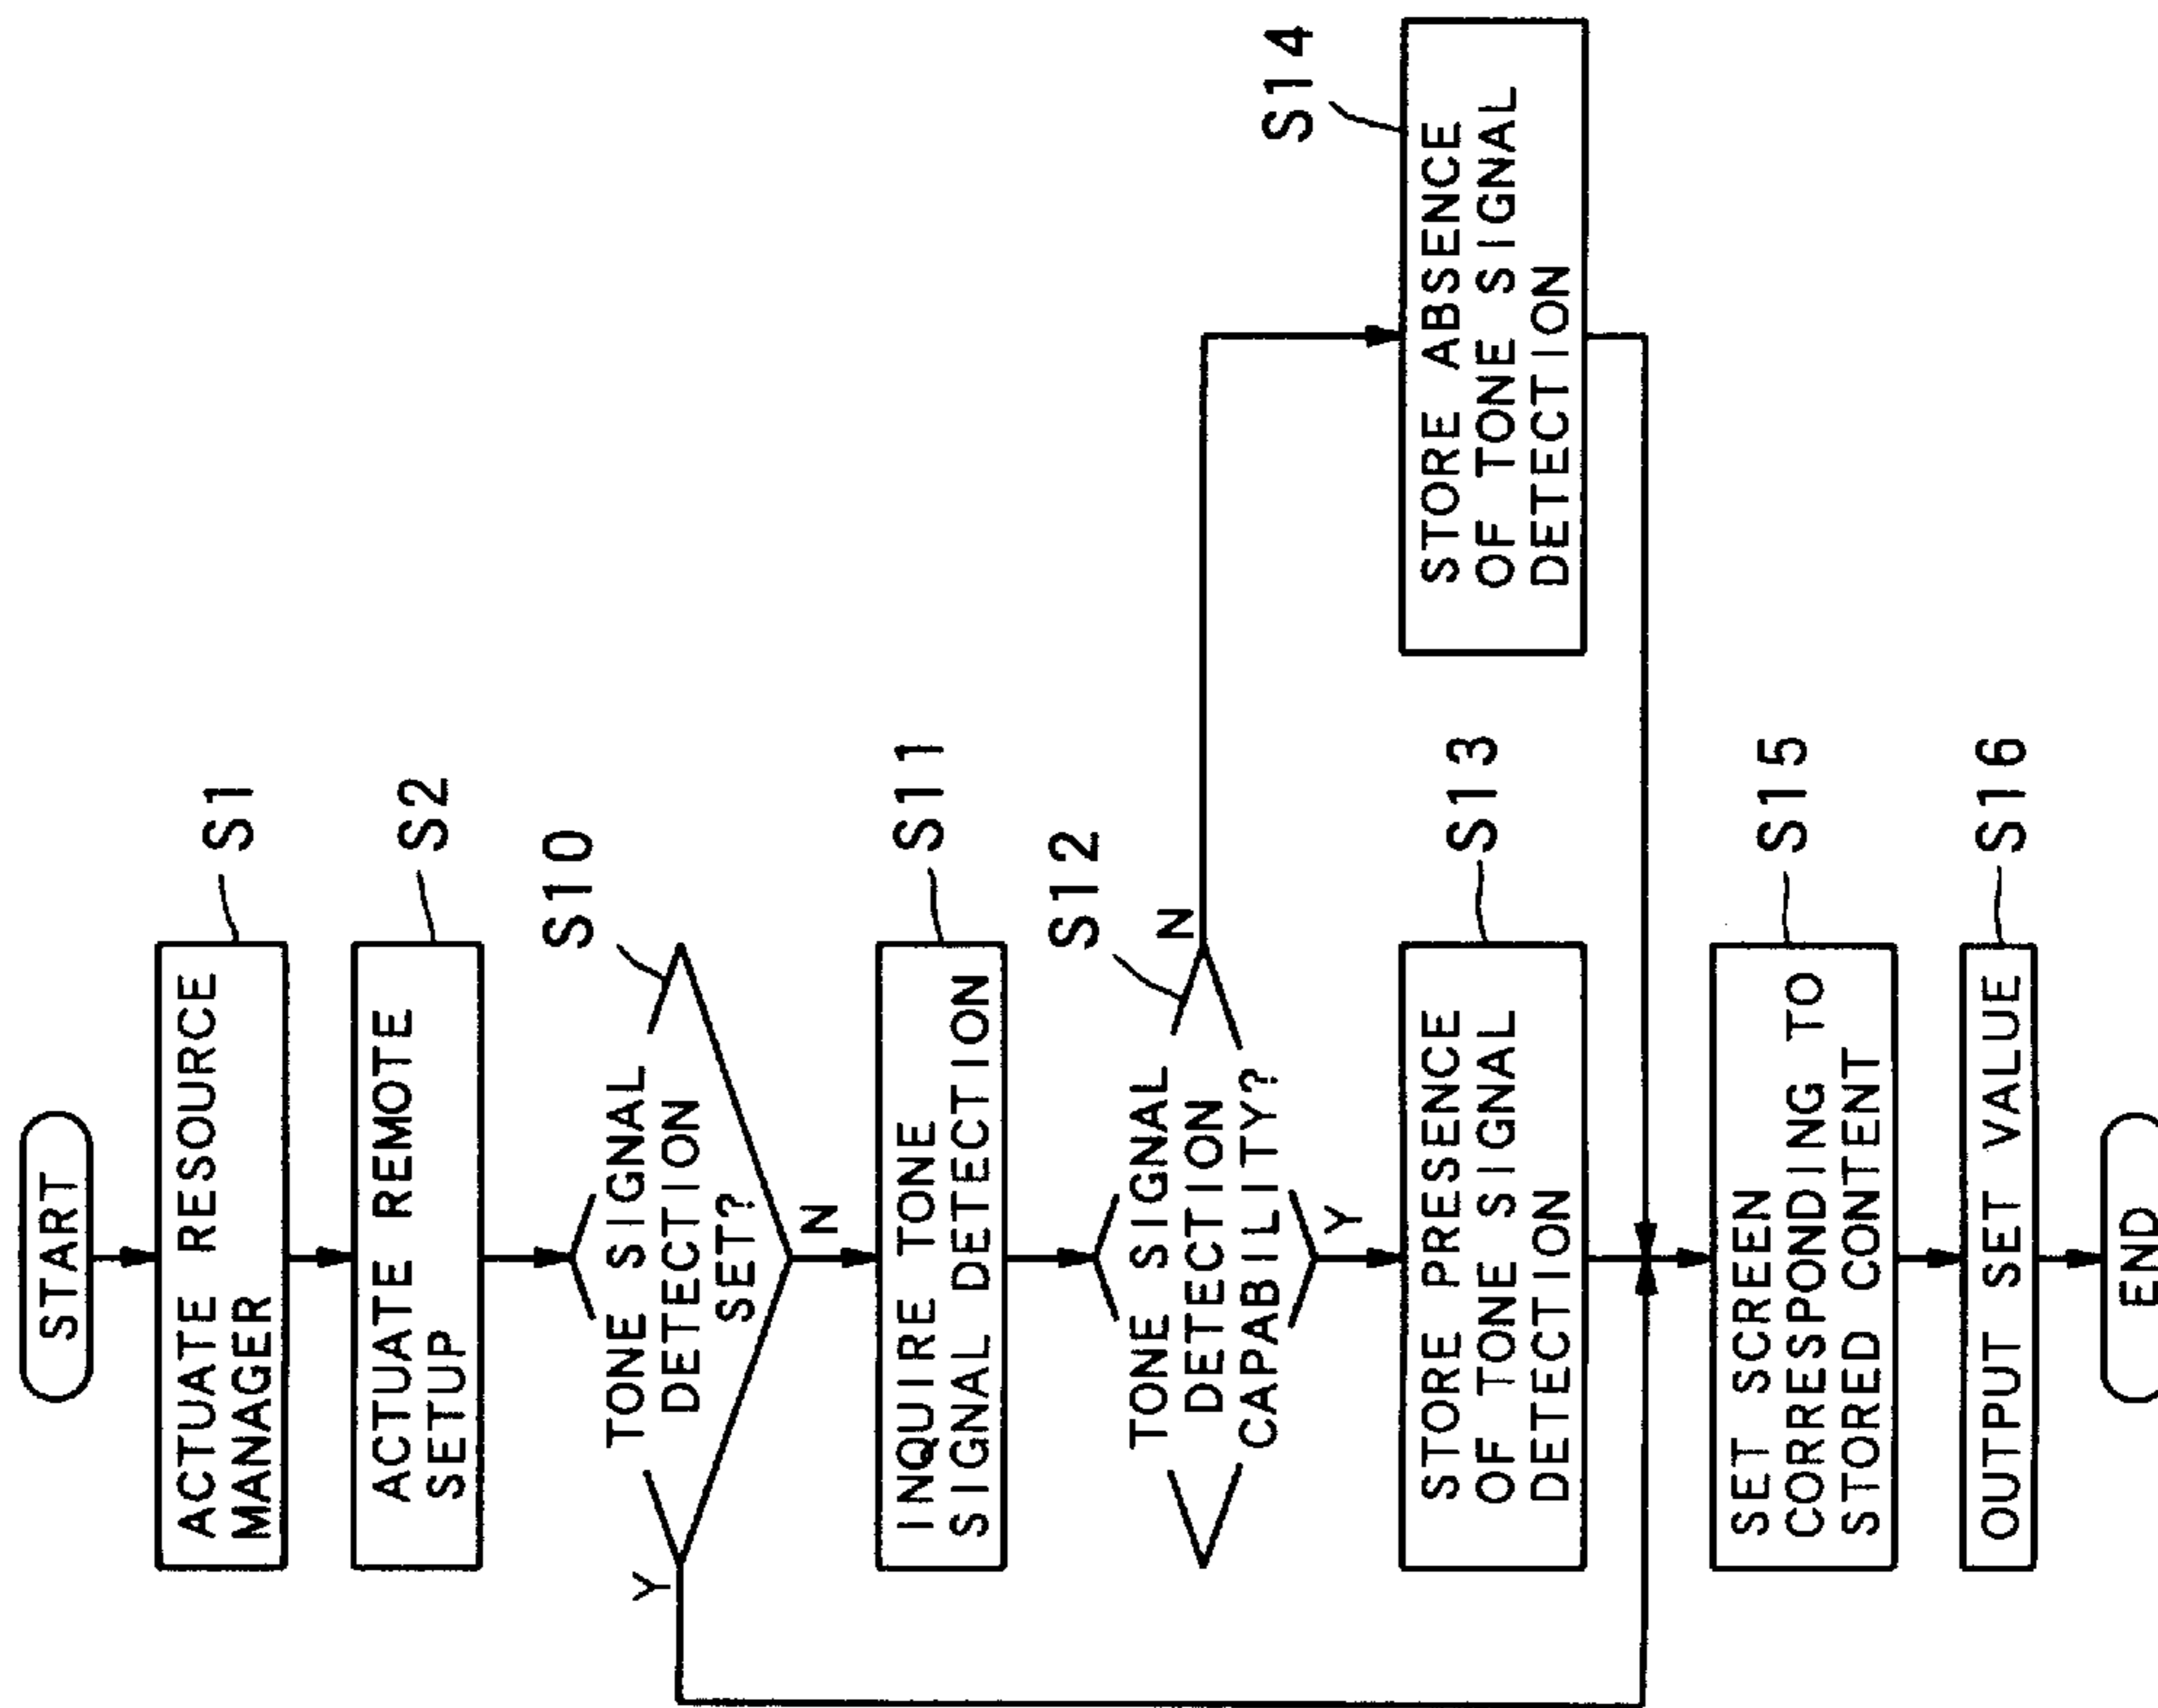 START
ACTUATE RESOURCE
MANAGER
S1
ACTUATE REMOTE
SETUP
S2
TONE SIGNAL
DETECTION
SET?
S10
Y
N
INQUIRE TONE
SIGNAL DETECTION
S11
TONE SIGNAL
DETECTION
CAPABILITY?
S12
N
Y
STORE PRESENCE
OF TONE SIGNAL
DETECTION
S13
STORE ABSENCE
OF TONE SIGNAL
DETECTION
S14
SET SCREEN
CORRESPONDING TO
STORED CONTENT
S15
OUTPUT SET VALUE
S16
END